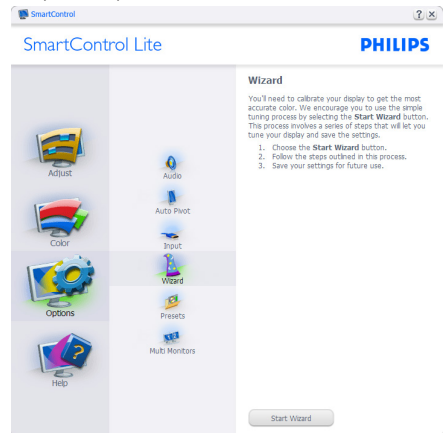 SmartControl
SmartControl Lite
PHILIPS
Adjust
Color
Options
Help
Audio
Auto Pivot
Input
Wizard
Presets
Multi Monitors
Wizard
You'll need to calibrate your display to get the most
accurate color. We encourage you to use the simple
tuning process by selecting the Start Wizard button.
This process involves a series of steps that will let you
tune your display and save the settings.
1. Choose the Start Wizard button.
2. Follow the steps outlined in this process.
3. Save your settings for future use.
Start Wizard